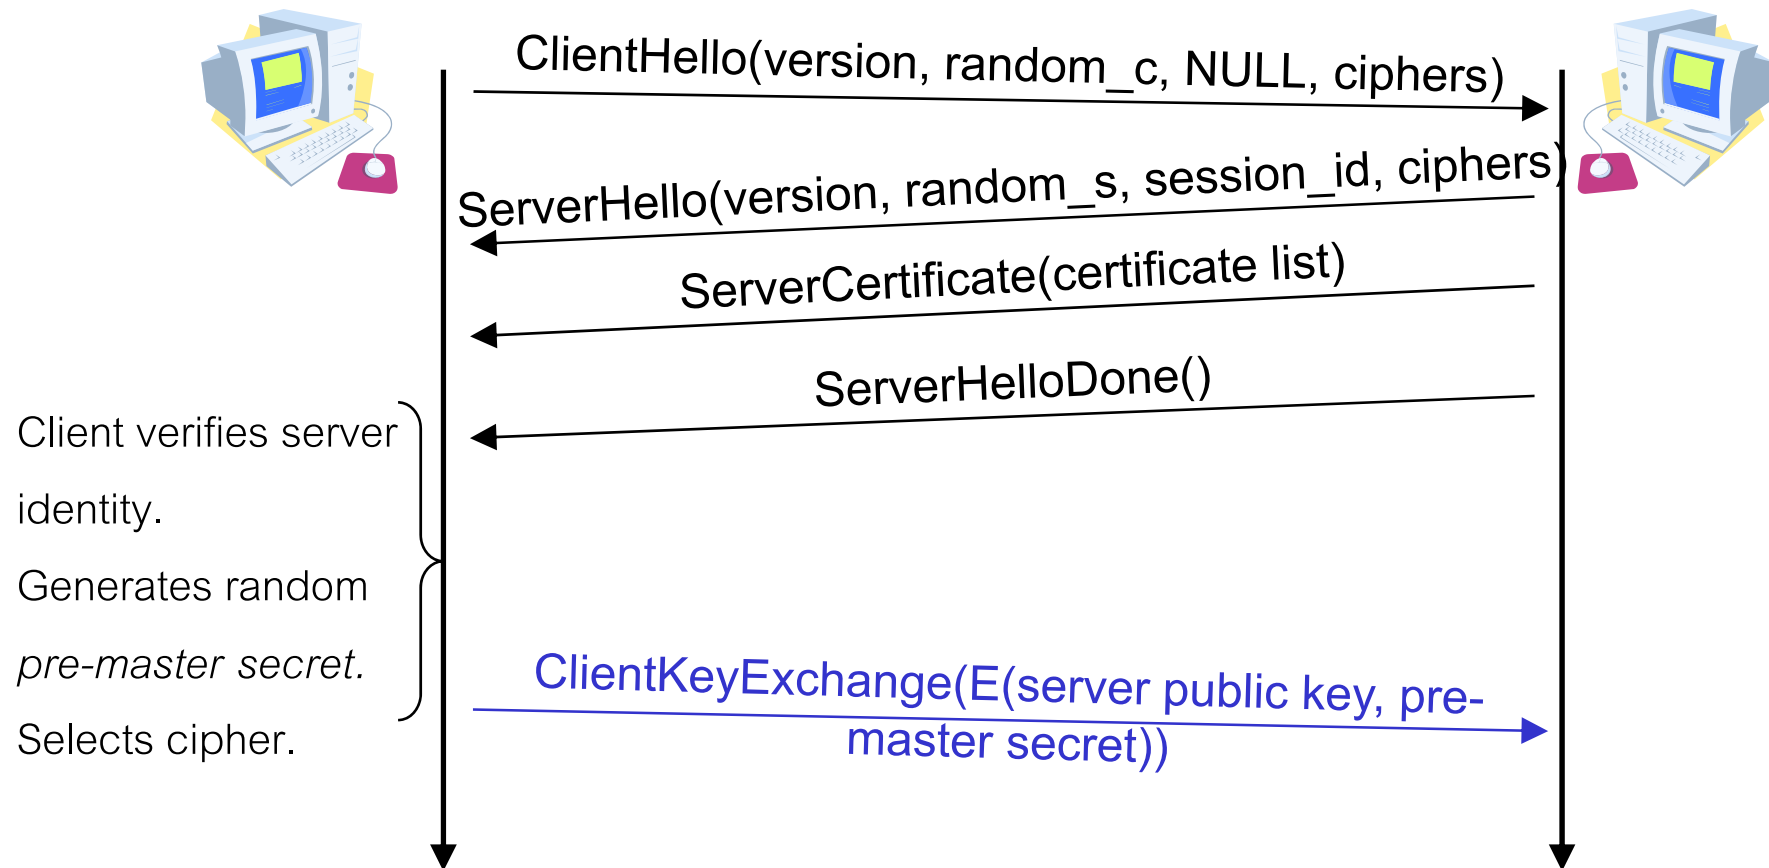 ClientHello(version, random_c, NULL, ciphers)
ServerHello(version, random_s, session_id, ciphers)
ServerCertificate(certificate list)
ServerHelloDone()
Client verifies server
identity.
Generates random
pre-master secret.
Selects cipher.
ClientKeyExchange(E(server public key, pre-
master secret))